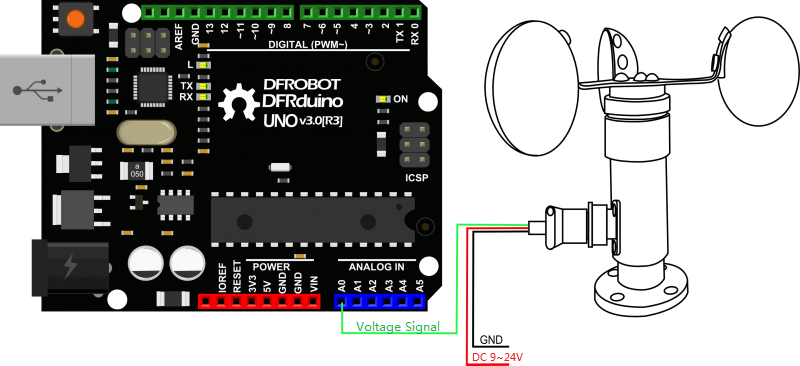 AREF
GND
13
12
~11
~10
~9
8
7
~6
~5
4
~3
2
TX 1
RX 0
DIGITAL (PWM~)
L
TX
RX
DFROBOT
DFRduino
UNO v3.0[R3]
ON
ICSP
a
050
POWER
ANALOG IN
IOREF
RESET
3V3
5V
GND
GND
VIN
A0
A1
A2
A3
A4
A5
Voltage Signal
GND
DC 9~24V